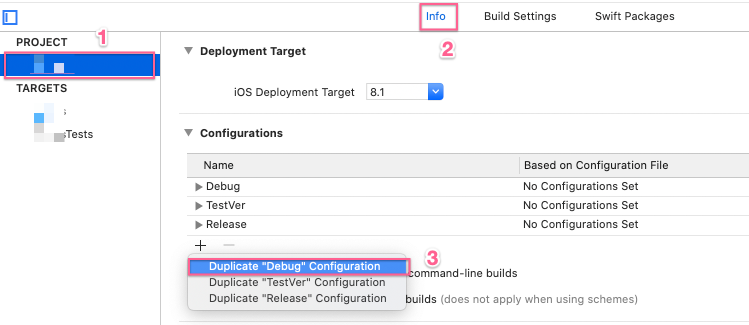 Info Build Settings Swift Packages
1
2
PROJECT
Deployment Target
TARGETS
iOS Deployment Target 8.1
Tests
Configurations
Name Based on Configuration File
Debug No Configurations Set
TestVer No Configurations Set
Release No Configurations Set
+ −
3
Duplicate "Debug" Configuration
command-line builds
Duplicate "TestVer" Configuration
Duplicate "Release" Configuration
builds (does not apply when using schemes)